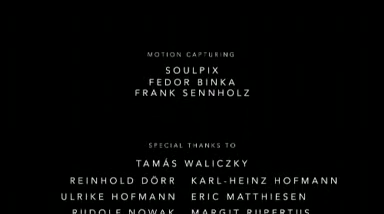 MOTION CAPTURING
SOULPIX
FEDOR BINKA
FRANK SENNHOLZ
SPECIAL THANKS TO
TAMÁS WALICZKY
REINHOLD DÖRR KARL-HEINZ HOFMANN
ULRIKE HOFMANN ERIC MATTHIESEN
RUDOLF NOWAK MARGIT RUPERTUS